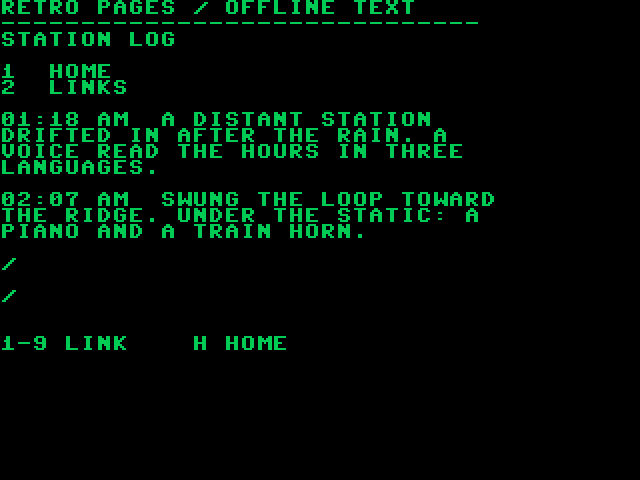 RETRO PAGES / OFFLINE TEXT
------------------------------
STATION LOG
1  HOME
2  LINKS
01:18 AM  A DISTANT STATION
DRIFTED IN AFTER THE RAIN. A
VOICE READ THE HOURS IN THREE
LANGUAGES.
02:07 AM  SWUNG THE LOOP TOWARD
THE RIDGE. UNDER THE STATIC: A
PIANO AND A TRAIN HORN.
/
/
1-9 LINK    H HOME